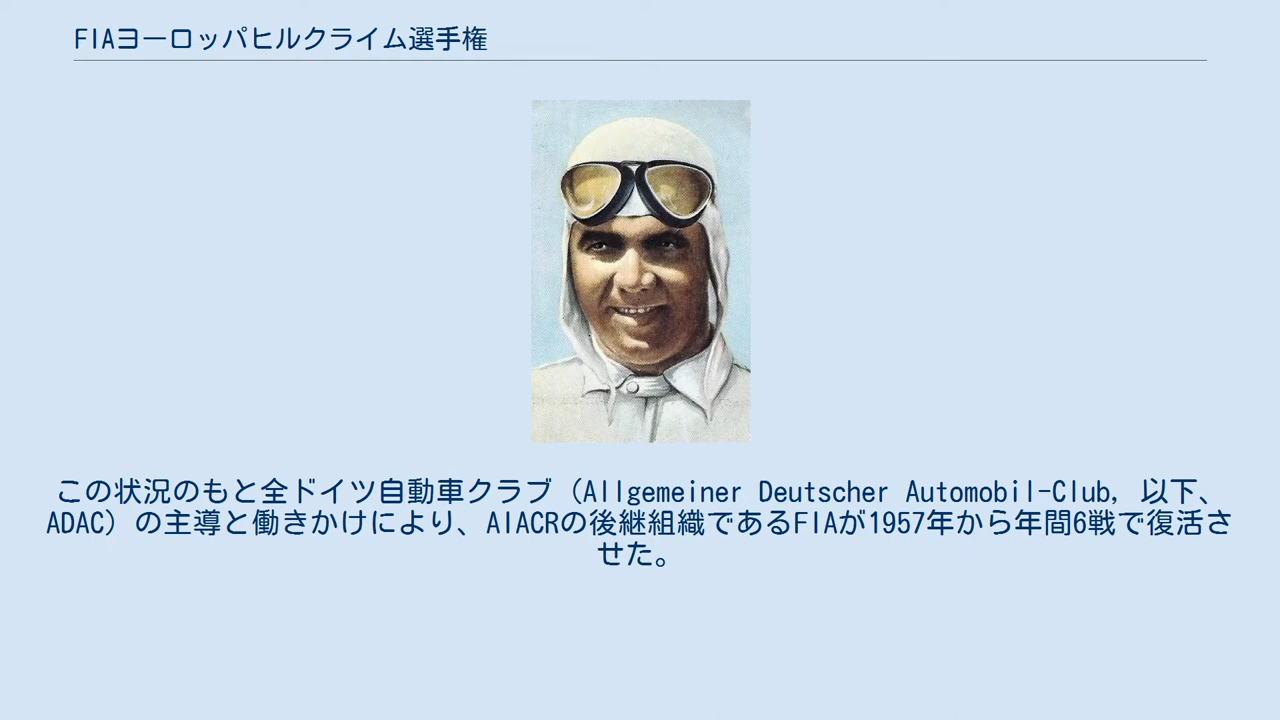 FIAヨーロッパヒルクライム選手権
この状況のもと全ドイツ自動車クラブ（Allgemeiner Deutscher Automobil-Club, 以下、
ADAC）の主導と働きかけにより、AIACRの後継組織であるFIAが1957年から年間6戦で復活さ
せた。